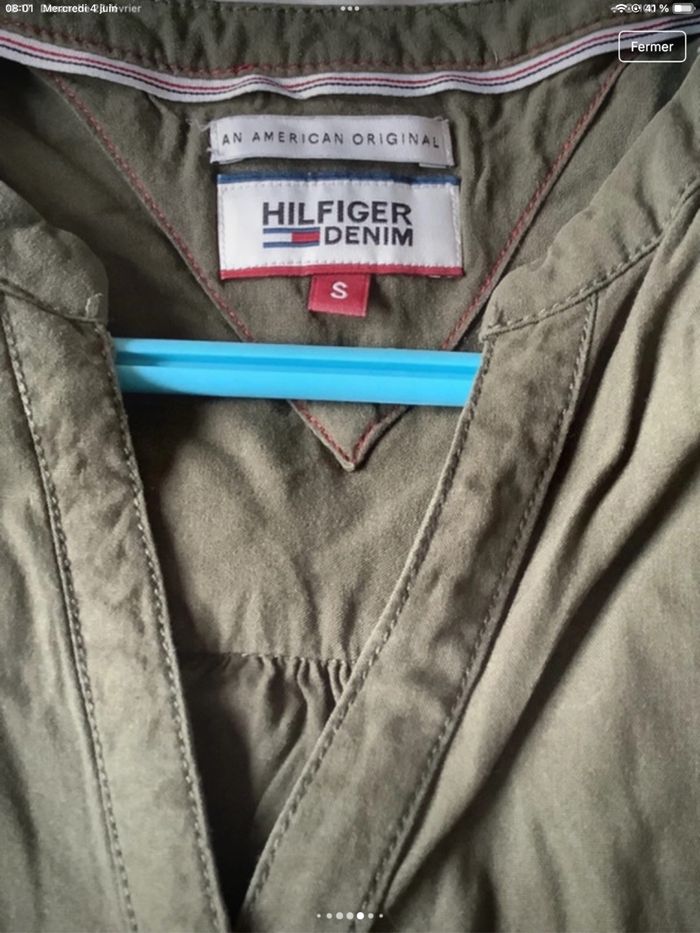 08:01 Mercredi 4 juin
41 %
Fermer
AN AMERICAN ORIGINAL
HILFIGER
DENIM
S